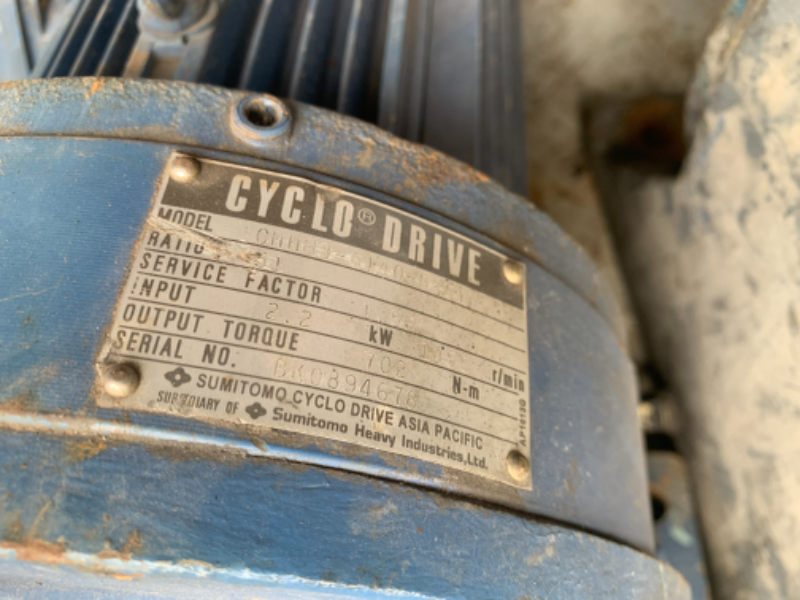 CYCLO® DRIVE
MODEL
RATIO
SERVICE FACTOR
INPUT 2.2 kW r/min
OUTPUT TORQUE 702 N-m
SERIAL NO.
SUMITOMO CYCLO DRIVE ASIA PACIFIC
SUBSIDIARY OF Sumitomo Heavy Industries,Ltd.